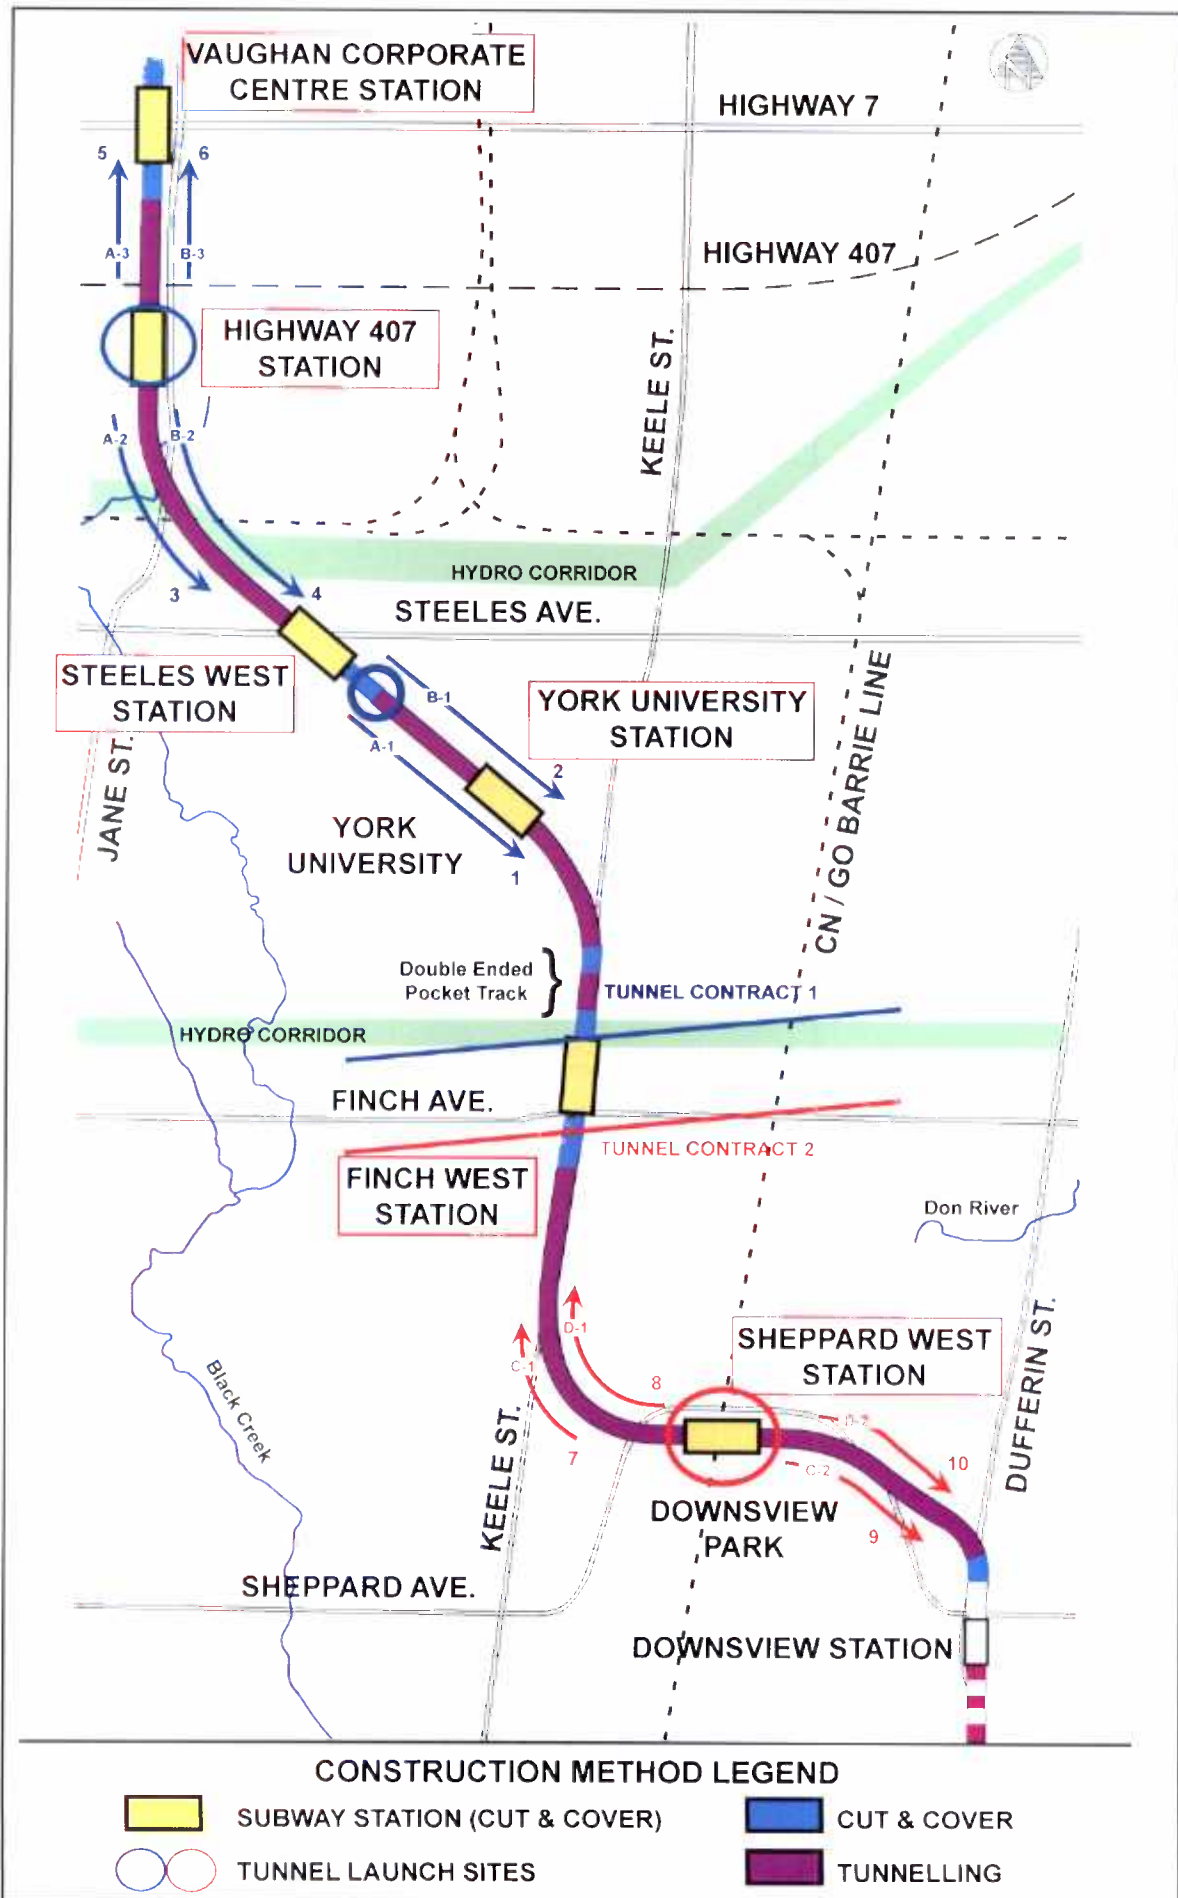 VAUGHAN CORPORATE
CENTRE STATION
HIGHWAY 7
5
6
A-3
B-3
HIGHWAY 407
HIGHWAY 407
STATION
KEELE ST.
A-2
B-2
HYDRO CORRIDOR
3
4
STEELES AVE.
STEELES WEST
STATION
B-1
A-1
YORK UNIVERSITY
STATION
2
JANE ST.
YORK
UNIVERSITY
1
CN / GO BARRIE LINE
Double Ended
Pocket Track
}
TUNNEL CONTRACT 1
HYDRO CORRIDOR
FINCH AVE.
TUNNEL CONTRACT 2
FINCH WEST
STATION
Don River
D-1
C-1
SHEPPARD WEST
STATION
DUFFERIN ST.
Black Creek
8
7
KEELE ST.
D-2
C-2
10
9
DOWNSVIEW
PARK
SHEPPARD AVE.
DOWNSVIEW STATION
CONSTRUCTION METHOD LEGEND
SUBWAY STATION (CUT & COVER)
CUT & COVER
TUNNEL LAUNCH SITES
TUNNELLING